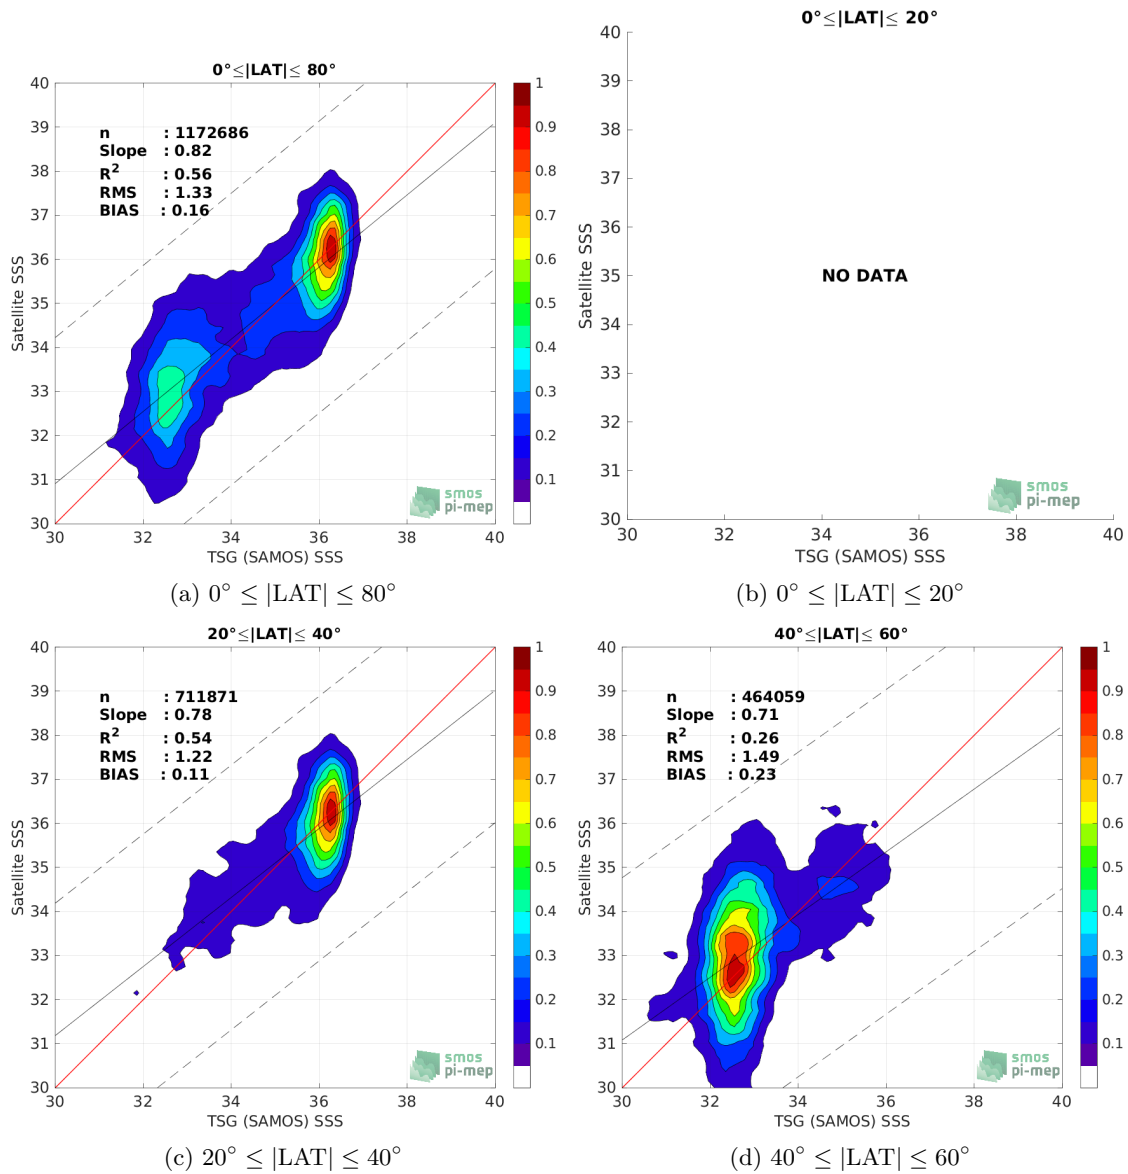 0°≤|LAT|≤ 80°
40
39
38
37
36
35
34
33
32
31
30
Satellite SSS
n : 1172686
Slope : 0.82
R² : 0.56
RMS : 1.33
BIAS : 0.16
smos
pi-mep
30 32 34 36 38 40
TSG (SAMOS) SSS
1
0.9
0.8
0.7
0.6
0.5
0.4
0.3
0.2
0.1
(a) 0° ≤ |LAT| ≤ 80°
0°≤|LAT|≤ 20°
40
39
38
37
36
35
34
33
32
31
30
Satellite SSS
NO DATA
smos
pi-mep
30 32 34 36 38 40
TSG (SAMOS) SSS
(b) 0° ≤ |LAT| ≤ 20°
20°≤|LAT|≤ 40°
40
39
38
37
36
35
34
33
32
31
30
Satellite SSS
n : 711871
Slope : 0.78
R² : 0.54
RMS : 1.22
BIAS : 0.11
smos
pi-mep
30 32 34 36 38 40
TSG (SAMOS) SSS
1
0.9
0.8
0.7
0.6
0.5
0.4
0.3
0.2
0.1
(c) 20° ≤ |LAT| ≤ 40°
40°≤|LAT|≤ 60°
40
39
38
37
36
35
34
33
32
31
30
Satellite SSS
n : 464059
Slope : 0.71
R² : 0.26
RMS : 1.49
BIAS : 0.23
smos
pi-mep
30 32 34 36 38 40
TSG (SAMOS) SSS
1
0.9
0.8
0.7
0.6
0.5
0.4
0.3
0.2
0.1
(d) 40° ≤ |LAT| ≤ 60°